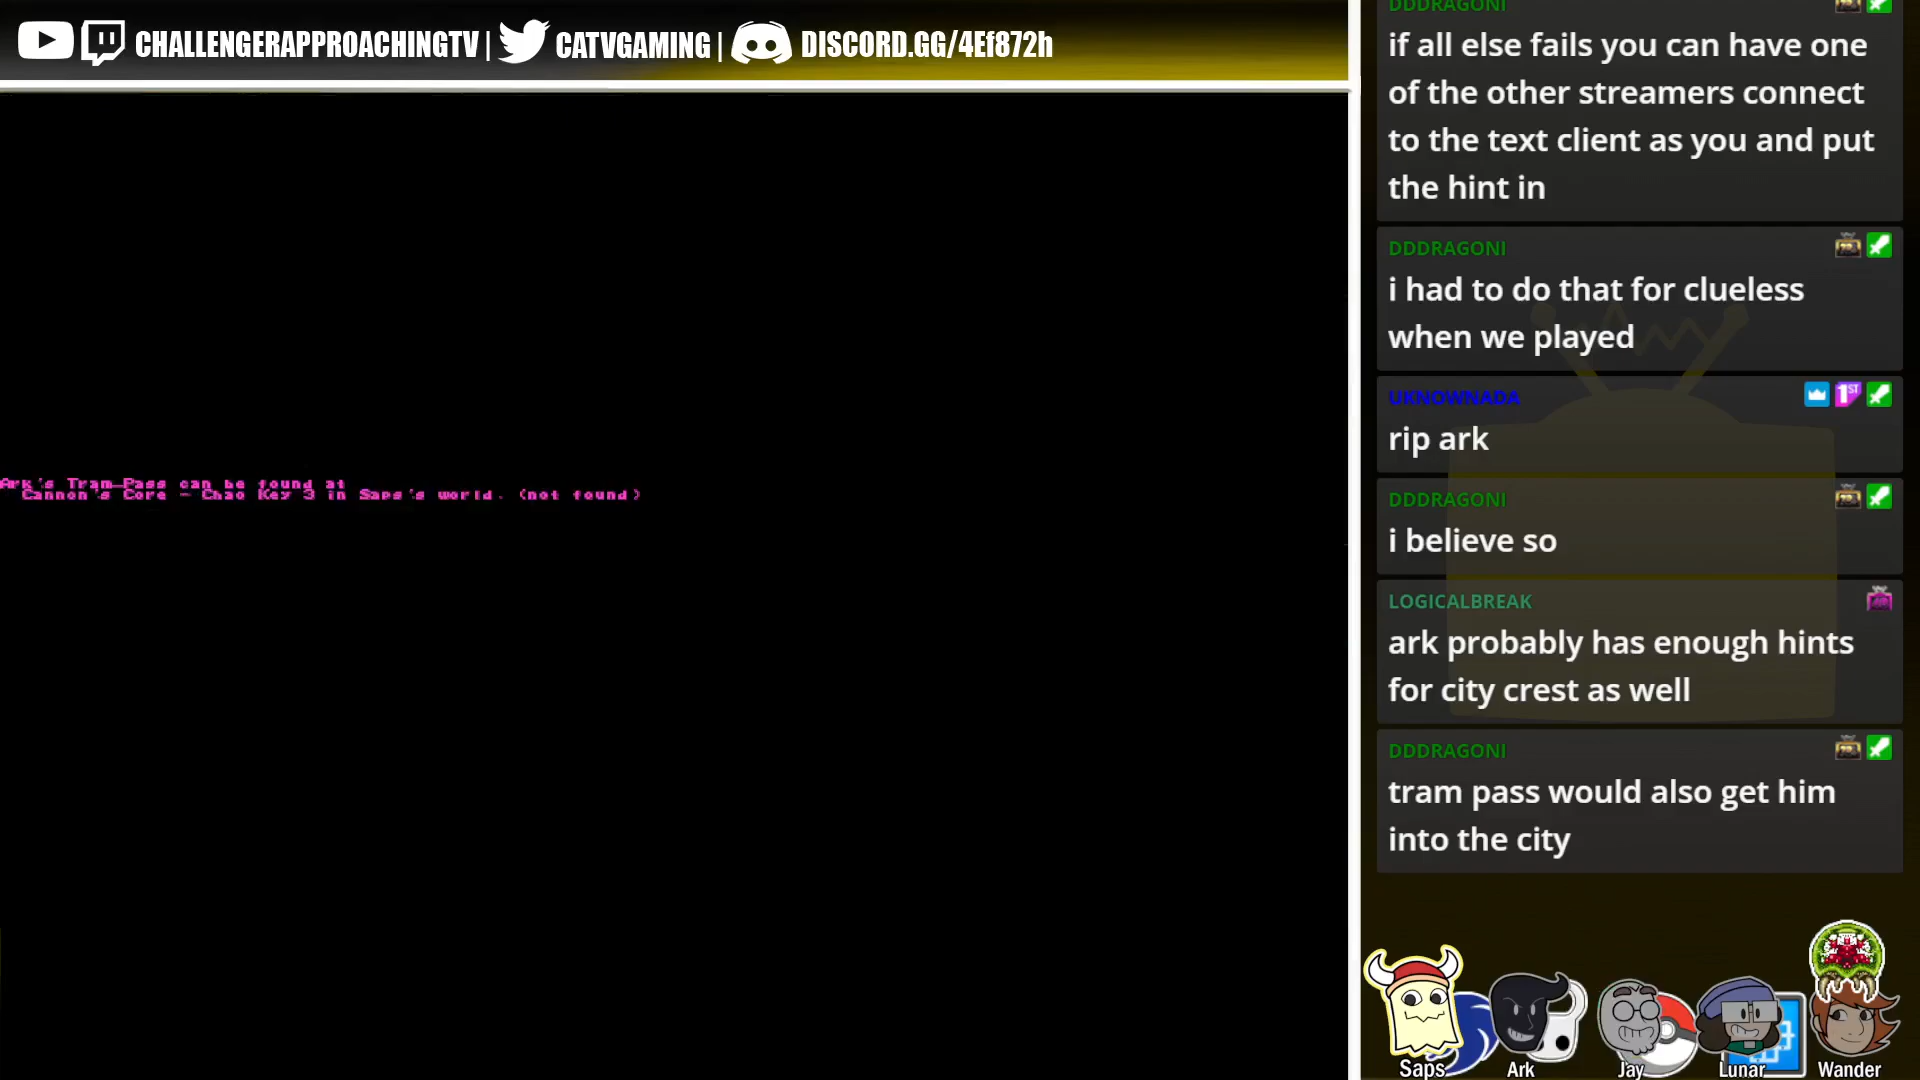 CHALLENGERAPPROACHINGTV | CATVGAMING | DISCORD.GG/4Ef872h
Ark's Tram_Pass can be found at
Cannon's Core - Chao Key 3 in Saps's world. (not found)
DDDRAGONI
if all else fails you can have one
of the other streamers connect
to the text client as you and put
the hint in
DDDRAGONI
i had to do that for clueless
when we played
UKNOWNADA
1ST
rip ark
DDDRAGONI
i believe so
LOGICALBREAK
ark probably has enough hints
for city crest as well
DDDRAGONI
tram pass would also get him
into the city
Saps
Ark
Jay
Lunar
Wander